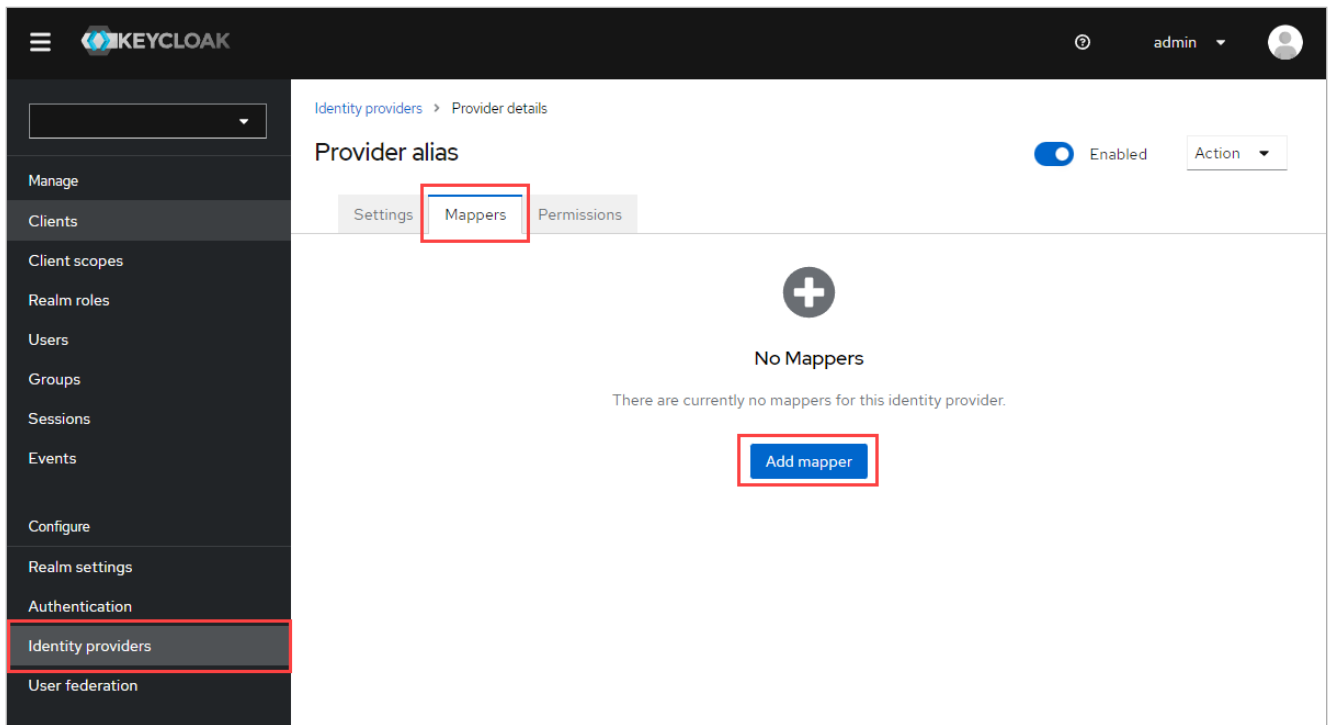 KEYCLOAK
admin
Identity providers > Provider details
Provider alias
Enabled
Action
Manage
Settings
Mappers
Permissions
Clients
Client scopes
Realm roles
Users
Groups
Sessions
Events
No Mappers
There are currently no mappers for this identity provider.
Add mapper
Configure
Realm settings
Authentication
Identity providers
User federation